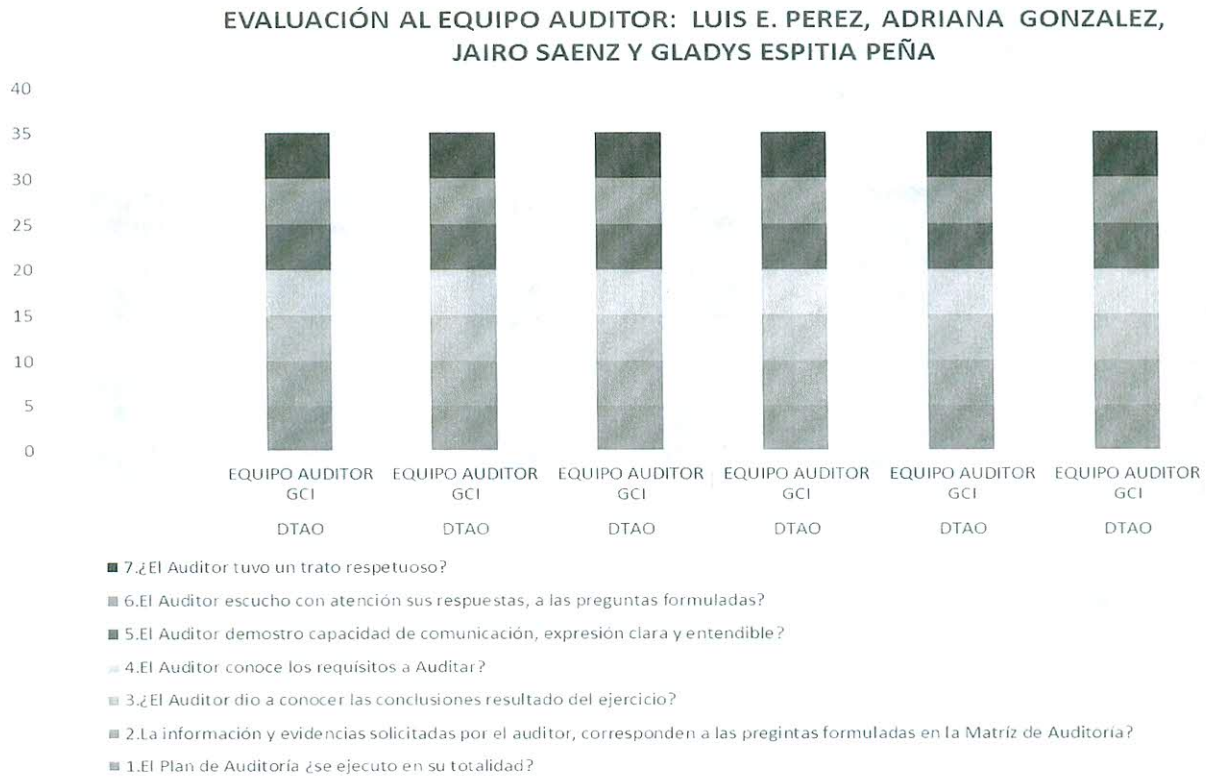 EVALUACIÓN AL EQUIPO AUDITOR: LUIS E. PEREZ, ADRIANA GONZALEZ,
JAIRO SAENZ Y GLADYS ESPITIA PEÑA
40
35
30
25
20
15
10
5
0
EQUIPO AUDITOR EQUIPO AUDITOR EQUIPO AUDITOR EQUIPO AUDITOR EQUIPO AUDITOR EQUIPO AUDITOR
GCI GCI GCI GCI GCI GCI
DTAO DTAO DTAO DTAO DTAO DTAO
7.¿El Auditor tuvo un trato respetuoso?
6.El Auditor escucho con atención sus respuestas, a las preguntas formuladas?
5.El Auditor demostro capacidad de comunicación, expresión clara y entendible?
4.El Auditor conoce los requísitos a Auditar?
3.¿El Auditor dio a conocer las conclusiones resultado del ejercicio?
2.La información y evidencias solicitadas por el auditor, corresponden a las pregintas formuladas en la Matríz de Auditoría?
1.El Plan de Auditoría ¿se ejecuto en su totalidad?